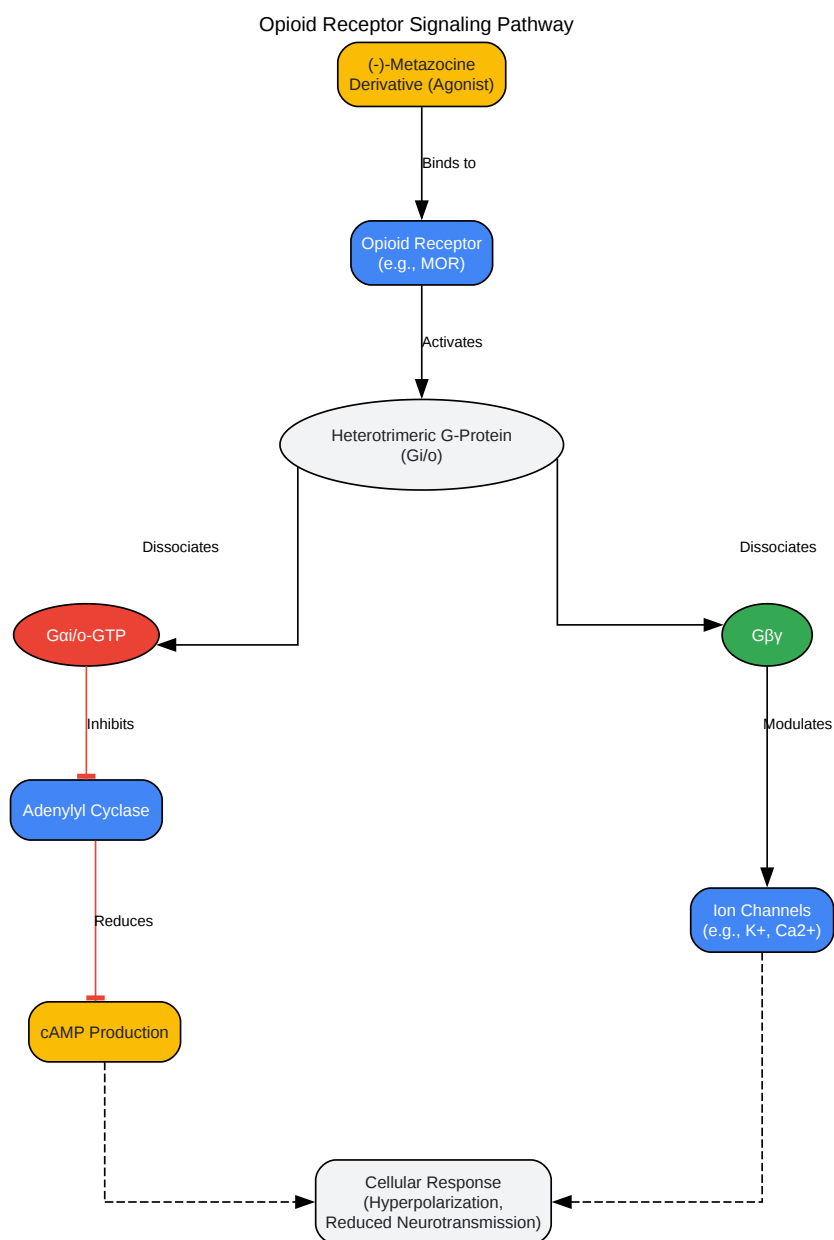 Opioid Receptor Signaling Pathway
(-)-Metazocine
Derivative (Agonist)
Binds to
Opioid Receptor
(e.g., MOR)
Activates
Heterotrimeric G-Protein
(Gi/o)
Dissociates
Dissociates
Gαi/o-GTP
Gβγ
Inhibits
Modulates
Adenylyl Cyclase
Reduces
Ion Channels
(e.g., K+, Ca2+)
cAMP Production
Cellular Response
(Hyperpolarization,
Reduced Neurotransmission)